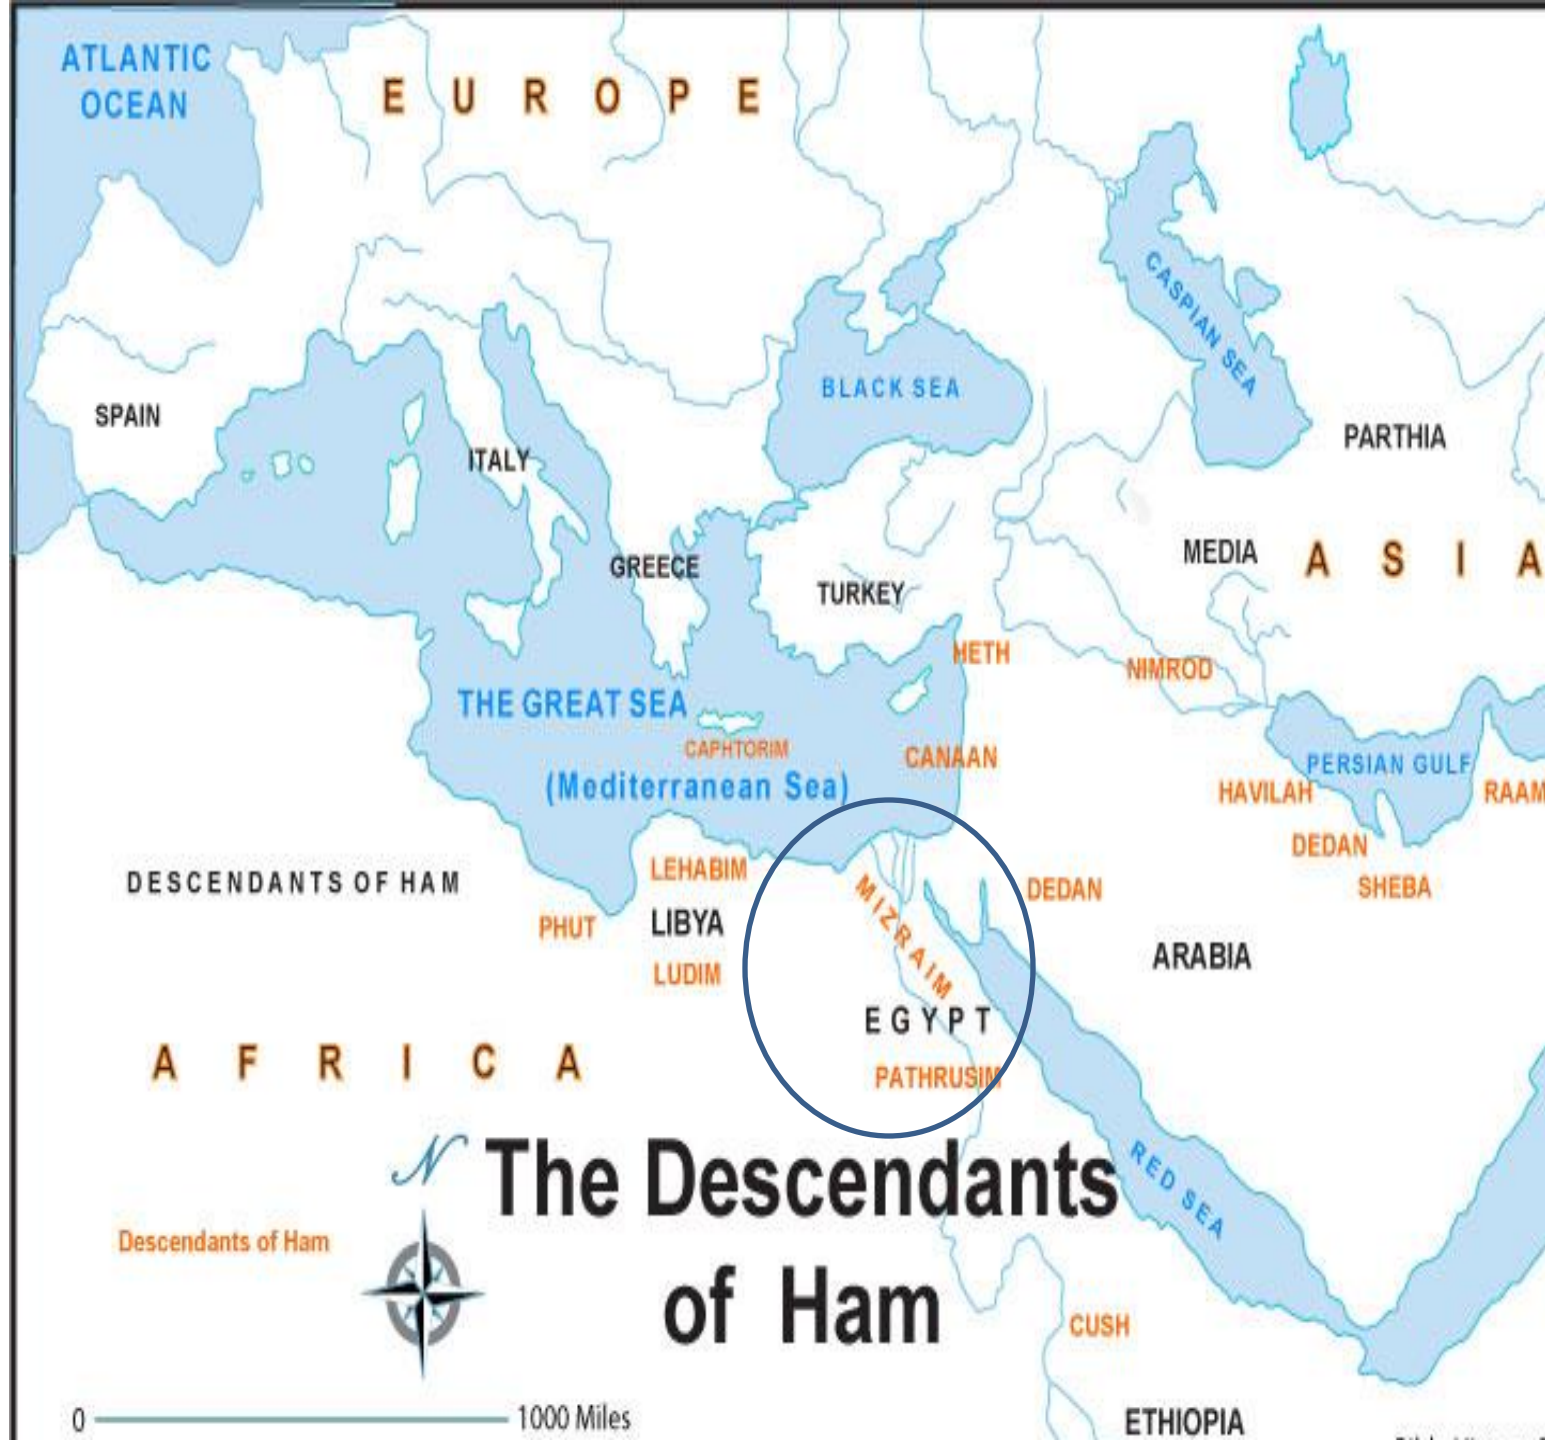 ATLANTIC
OCEAN
EUROPE
CASPIAN SEA
BLACK SEA
SPAIN
PARTHIA
ITALY
MEDIA
ASIA
GREECE
TURKEY
HETH
NIMROD
THE GREAT SEA
CAPHTORIM
CANAAN
PERSIAN GULF
(Mediterranean Sea)
HAVILAH
RAAM
DEDAN
LEHABIM
DESCENDANTS OF HAM
MIZRAIM
DEDAN
SHEBA
PHUT
LIBYA
ARABIA
LUDIM
EGYPT
AFRICA
PATHRUSIM
N
The Descendants
of Ham
RED SEA
Descendants of Ham
CUSH
0
1000 Miles
ETHIOPIA